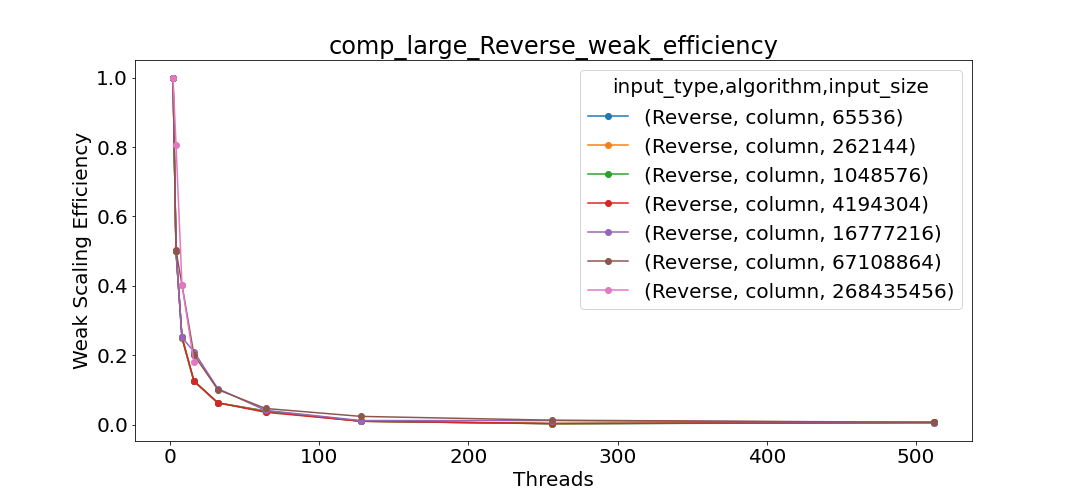 comp_large_Reverse_weak_efficiency
Weak Scaling Efficiency
1.0
0.8
0.6
0.4
0.2
0.0
input_type,algorithm,input_size
(Reverse, column, 65536)
(Reverse, column, 262144)
(Reverse, column, 1048576)
(Reverse, column, 4194304)
(Reverse, column, 16777216)
(Reverse, column, 67108864)
(Reverse, column, 268435456)
0 100 200 300 400 500
Threads